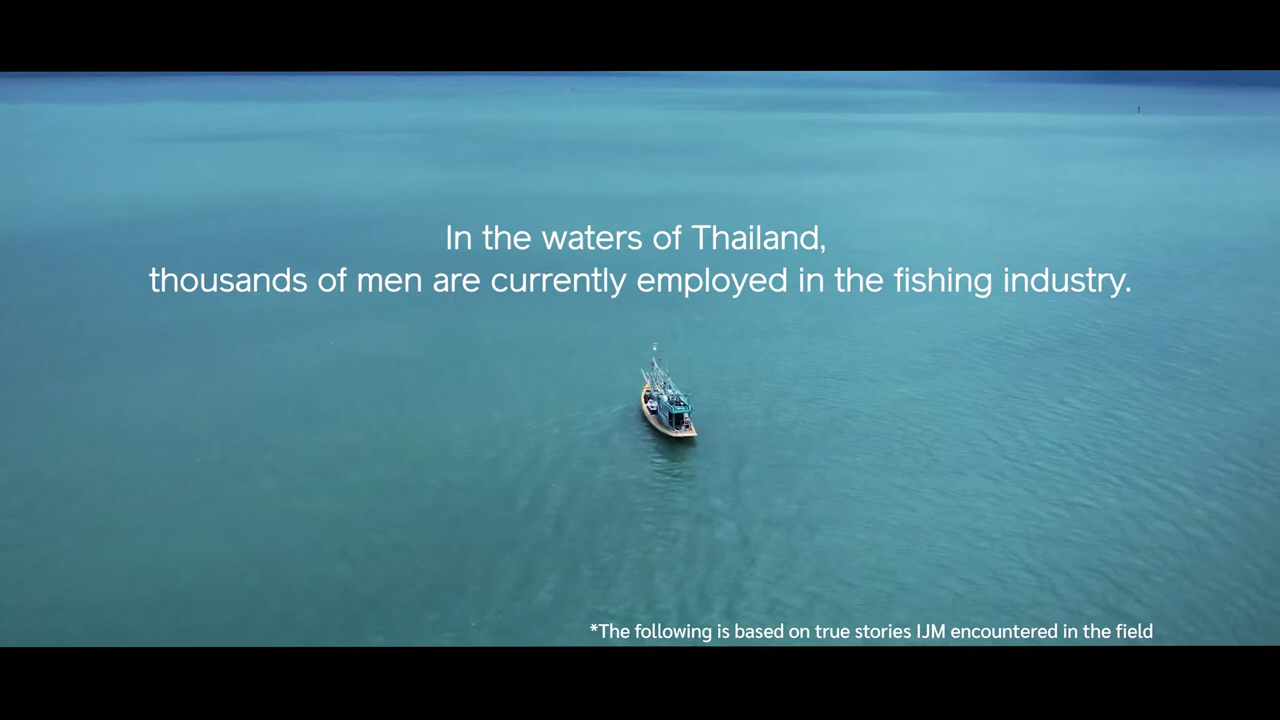 In the waters of Thailand,
thousands of men are currently employed in the fishing industry.
*The following is based on true stories IJM encountered in the field